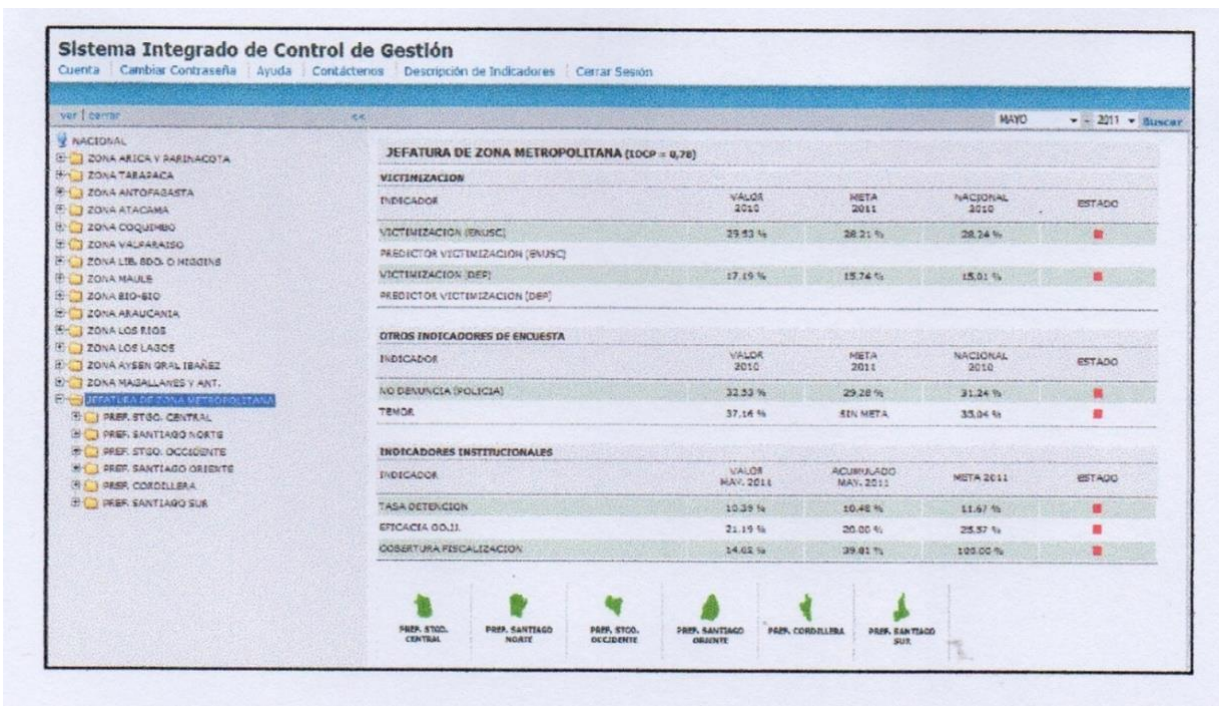 Sistema Integrado de Control de Gestión
Cuenta Cambiar Contraseña Ayuda Contáctenos Descripción de Indicadores Cerrar Sesión
ver | cerrar <<
MAYO - 2011 Buscar
NACIONAL
ZONA ARICA Y PARINACOTA
ZONA TARAPACA
ZONA ANTOFAGASTA
ZONA ATACAMA
ZONA COQUIMBO
ZONA VALPARAISO
ZONA LIB. BDO. O HIGGINS
ZONA MAULE
ZONA BIO-BIO
ZONA ARAUCANIA
ZONA LOS RIOS
ZONA LOS LAGOS
ZONA AYSEN GRAL IBAÑEZ
ZONA MAGALLANES Y ANT.
JEFATURA DE ZONA METROPOLITANA
PREF. STGO. CENTRAL
PREF. SANTIAGO NORTE
PREF. STGO. OCCIDENTE
PREF. SANTIAGO ORIENTE
PREF. CORDILLERA
PREF. SANTIAGO SUR
JEFATURA DE ZONA METROPOLITANA (IOCP = 0,78)
VICTIMIZACION
INDICADOR VALOR 2010 META 2011 NACIONAL 2010 ESTADO
VICTIMIZACION (ENUSC) 28.21 % 28.24 %
PREDICTOR VICTIMIZACION (ENUSC)
VICTIMIZACION (DEP) 17.19 % 15.74 % 15.01 %
PREDICTOR VICTIMIZACION (DEP)
OTROS INDICADORES DE ENCUESTA
INDICADOR VALOR 2010 META 2011 NACIONAL 2010 ESTADO
NO DENUNCIA (POLICIA) 32.53 % 29.28 % 31.24 %
TEMOR 37.16 % SIN META 35.04 %
INDICADORES INSTITUCIONALES
INDICADOR VALOR MAY. 2011 ACUMULADO MAY. 2011 META 2011 ESTADO
TASA DETENCION 10.39 % 10.48 % 11.67 %
EFICACIA OO.JJ. 21.19 % 20.00 % 25.57 %
COBERTURA FISCALIZACION 14.02 % 39.81 % 100.00 %
PREF. STGO. CENTRAL
PREF. SANTIAGO NORTE
PREF. STGO. OCCIDENTE
PREF. SANTIAGO ORIENTE
PREF. CORDILLERA
PREF. SANTIAGO SUR